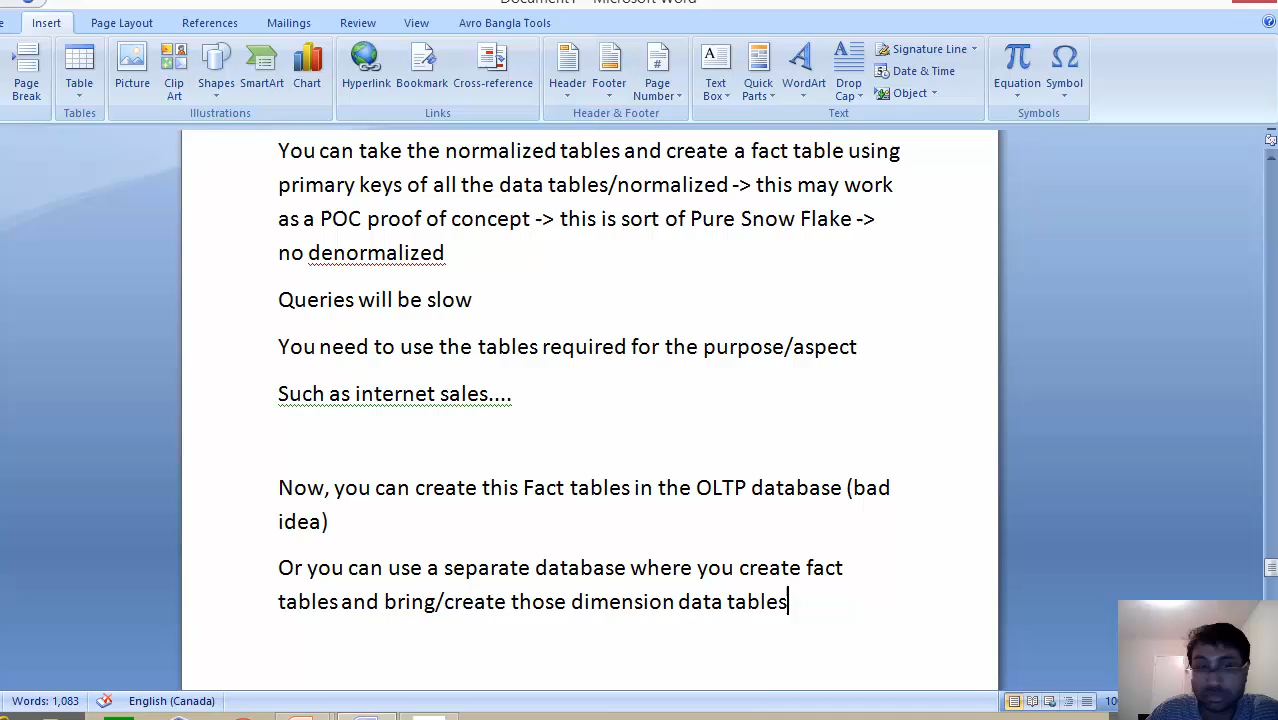 Document1 - Microsoft Word
Insert Page Layout References Mailings Review View Avro Bangla Tools
Page Break
Table
Picture
Clip Art
Shapes
SmartArt
Chart
Hyperlink
Bookmark
Cross-reference
Header
Footer
Page Number
Text Box
Quick Parts
WordArt
Drop Cap
Signature Line
Date & Time
Object
Equation
Symbol
Tables Illustrations Links Header & Footer Text Symbols
You can take the normalized tables and create a fact table using
primary keys of all the data tables/normalized -> this may work
as a POC proof of concept -> this is sort of Pure Snow Flake ->
no denormalized
Queries will be slow
You need to use the tables required for the purpose/aspect
Such as internet sales....
Now, you can create this Fact tables in the OLTP database (bad
idea)
Or you can use a separate database where you create fact
tables and bring/create those dimension data tables
Words: 1,083 English (Canada)